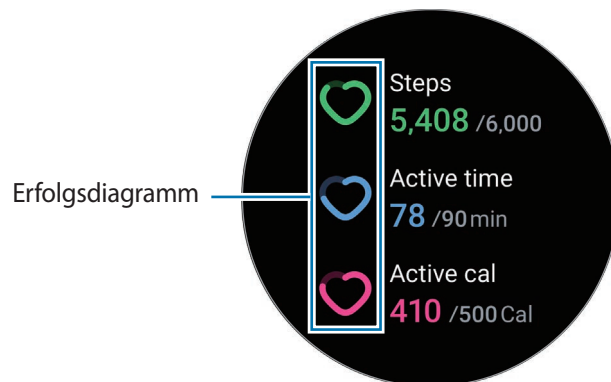 Erfolgsdiagramm
Steps
5,408 /6,000
Active time
78 /90 min
Active cal
410 /500 Cal